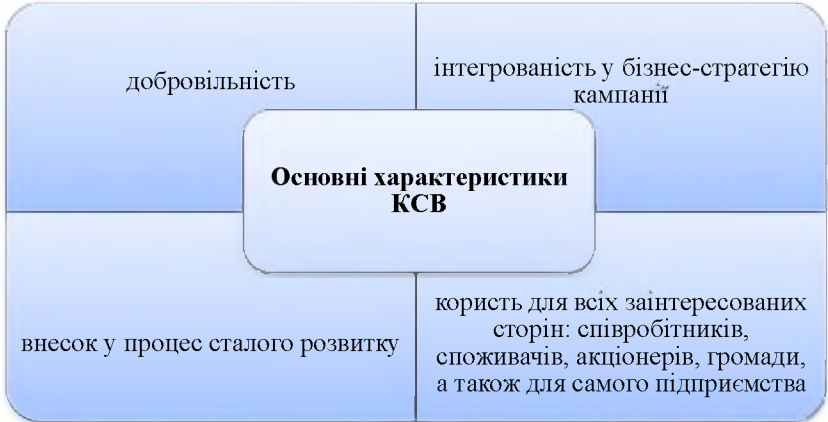 добровільність
інтегрованість у бізнес-стратегію
кампанії
Основні характеристики
КСВ
внесок у процес сталого розвитку
користь для всіх заінтересованих
сторін: співробітників,
споживачів, акціонерів, громади,
а також для самого підприємства